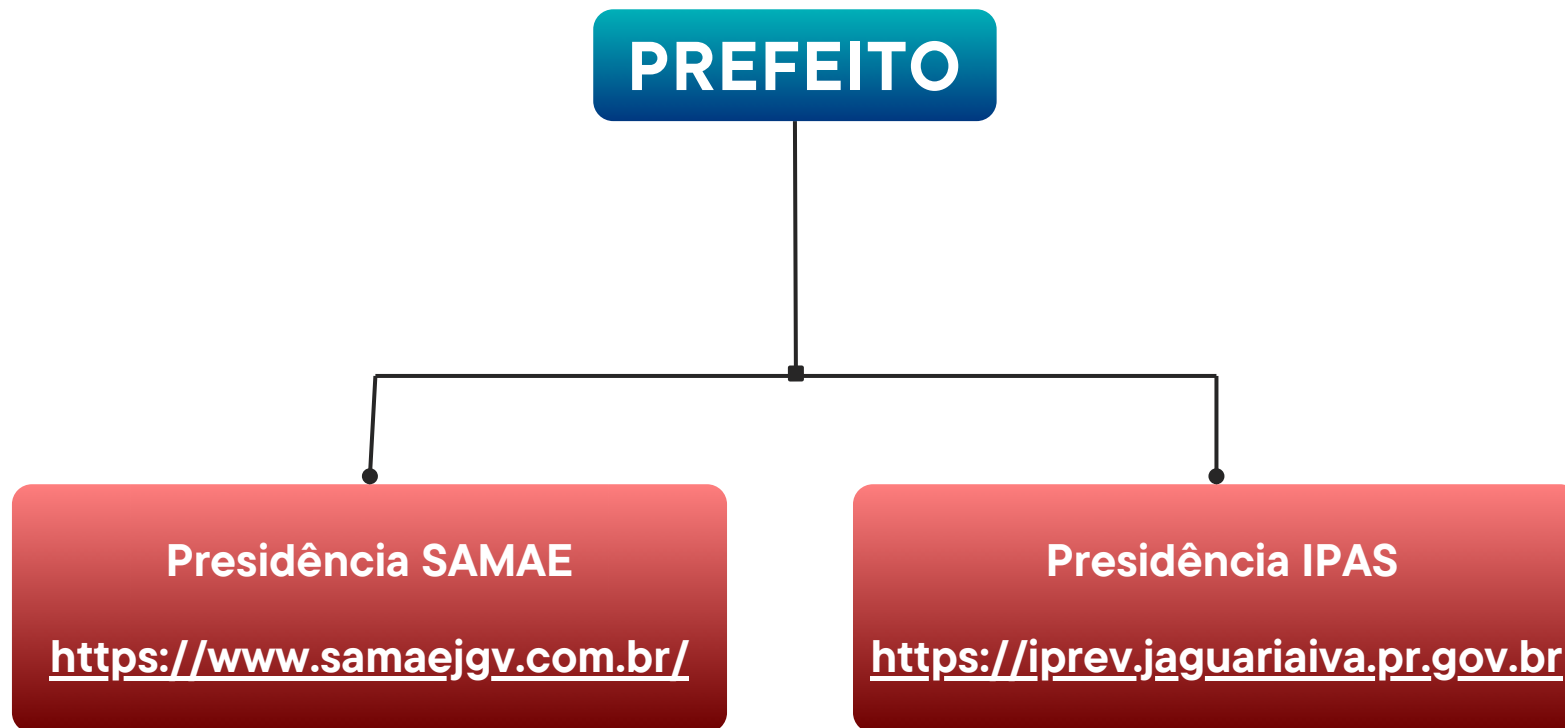 PREFEITO
Presidência SAMAE
https://www.samaejgv.com.br/
Presidência IPAS
https://iprev.jaguariaiva.pr.gov.br